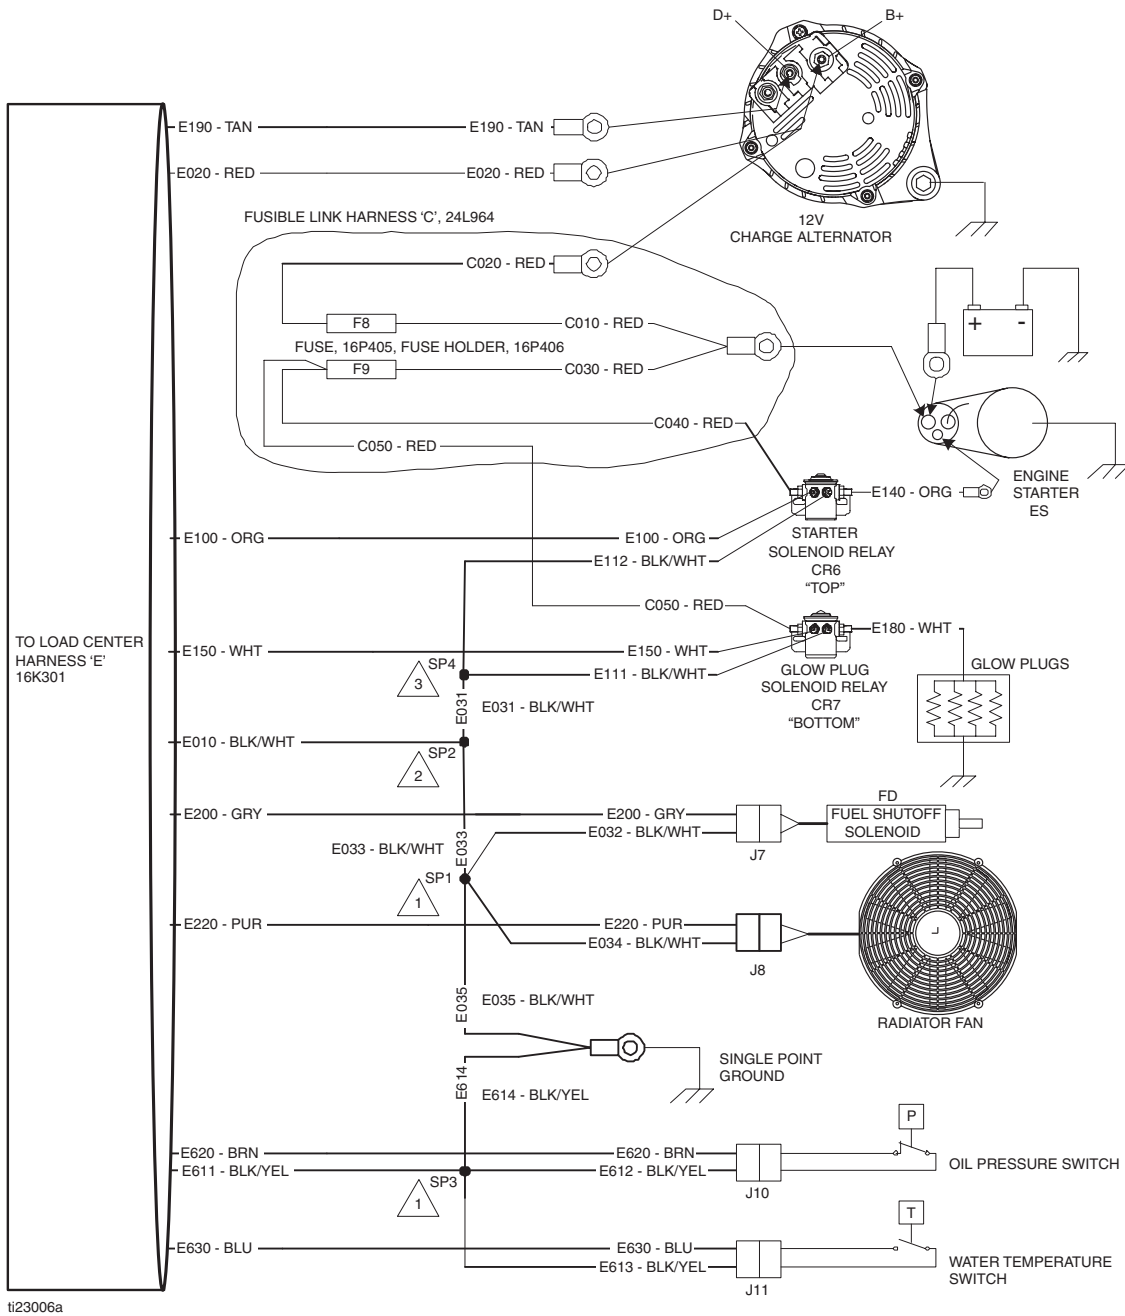 D+
B+
E190 - TAN
E190 - TAN
E020 - RED
E020 - RED
12V
CHARGE ALTERNATOR
FUSIBLE LINK HARNESS ‘C’, 24L964
C020 - RED
F8
C010 - RED
FUSE, 16P405, FUSE HOLDER, 16P406
F9
C030 - RED
+
-
C040 - RED
C050 - RED
ENGINE
STARTER
ES
E140 - ORG
STARTER
SOLENOID RELAY
CR6
“TOP”
E100 - ORG
E100 - ORG
E112 - BLK/WHT
C050 - RED
E180 - WHT
TO LOAD CENTER
HARNESS ‘E’
16K301
E150 - WHT
E150 - WHT
SP4
3
E111 - BLK/WHT
GLOW PLUG
SOLENOID RELAY
CR7
“BOTTOM”
GLOW PLUGS
E031
E031 - BLK/WHT
E010 - BLK/WHT
SP2
2
E200 - GRY
E200 - GRY
E032 - BLK/WHT
J7
FD
FUEL SHUTOFF
SOLENOID
E033 - BLK/WHT
E033
SP1
1
E220 - PUR
E220 - PUR
E034 - BLK/WHT
J8
RADIATOR FAN
E035
E035 - BLK/WHT
SINGLE POINT
GROUND
E614
E614 - BLK/YEL
P
E620 - BRN
E620 - BRN
E611 - BLK/YEL
E612 - BLK/YEL
OIL PRESSURE SWITCH
SP3
1
J10
T
E630 - BLU
E630 - BLU
E613 - BLK/YEL
WATER TEMPERATURE
SWITCH
J11
ti23006a